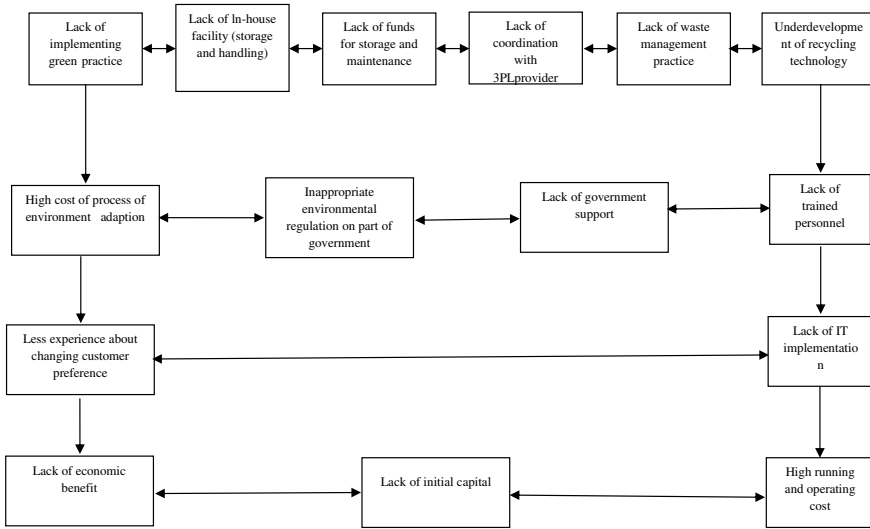 Lack of
implementing
green practice
Lack of ln-house
facility (storage
and handling)
Lack of funds
for storage and
maintenance
Lack of
coordination
with
3PLprovider
Lack of waste
management
practice
Underdevelopme
nt of recycling
technology
High cost of process of
environment adaption
Inappropriate
environmental
regulation on part of
government
Lack of government
support
Lack of
trained
personnel
Less experience about
changing customer
preference
Lack of IT
implementatio
n
Lack of economic
benefit
Lack of initial capital
High running
and operating
cost